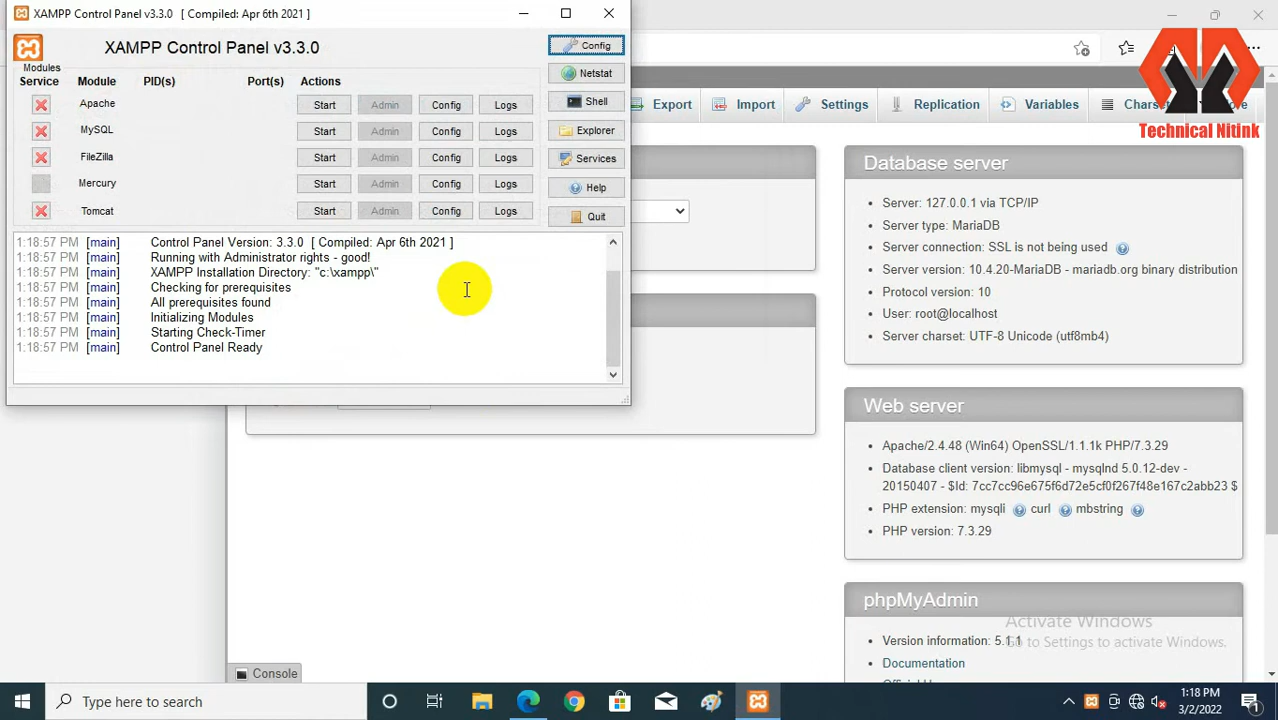 XAMPP Control Panel v3.3.0 [ Compiled: Apr 6th 2021 ]
XAMPP Control Panel v3.3.0
Config
Modules
Service Module PID(s) Port(s) Actions
Netstat
Apache Start Admin Config Logs
Shell
MySQL Start Admin Config Logs
Explorer
FileZilla Start Admin Config Logs
Services
Mercury Start Admin Config Logs
Help
Tomcat Start Admin Config Logs
Quit
1:18:57 PM [main] Control Panel Version: 3.3.0 [ Compiled: Apr 6th 2021 ]
1:18:57 PM [main] Running with Administrator rights - good!
1:18:57 PM [main] XAMPP Installation Directory: "c:\xampp\"
1:18:57 PM [main] Checking for prerequisites
1:18:57 PM [main] All prerequisites found
1:18:57 PM [main] Initializing Modules
1:18:57 PM [main] Starting Check-Timer
1:18:57 PM [main] Control Panel Ready
Technical Nitink
Export Import Settings Replication Variables
Database server
Server: 127.0.0.1 via TCP/IP
Server type: MariaDB
Server connection: SSL is not being used
Server version: 10.4.20-MariaDB - mariadb.org binary distribution
Protocol version: 10
User: root@localhost
Server charset: UTF-8 Unicode (utf8mb4)
Web server
Apache/2.4.48 (Win64) OpenSSL/1.1.1k PHP/7.3.29
Database client version: libmysql - mysqlnd 5.0.12-dev -
20150407 - $Id: 7cc7cc96e675f6d72e5cf0f267f48e167c2abb23 $
PHP extension: mysqli curl mbstring
PHP version: 7.3.29
phpMyAdmin
Version information: 5.1.1
Documentation
Activate Windows
Go to Settings to activate Windows.
Console
Type here to search
1:18 PM
3/2/2022
1